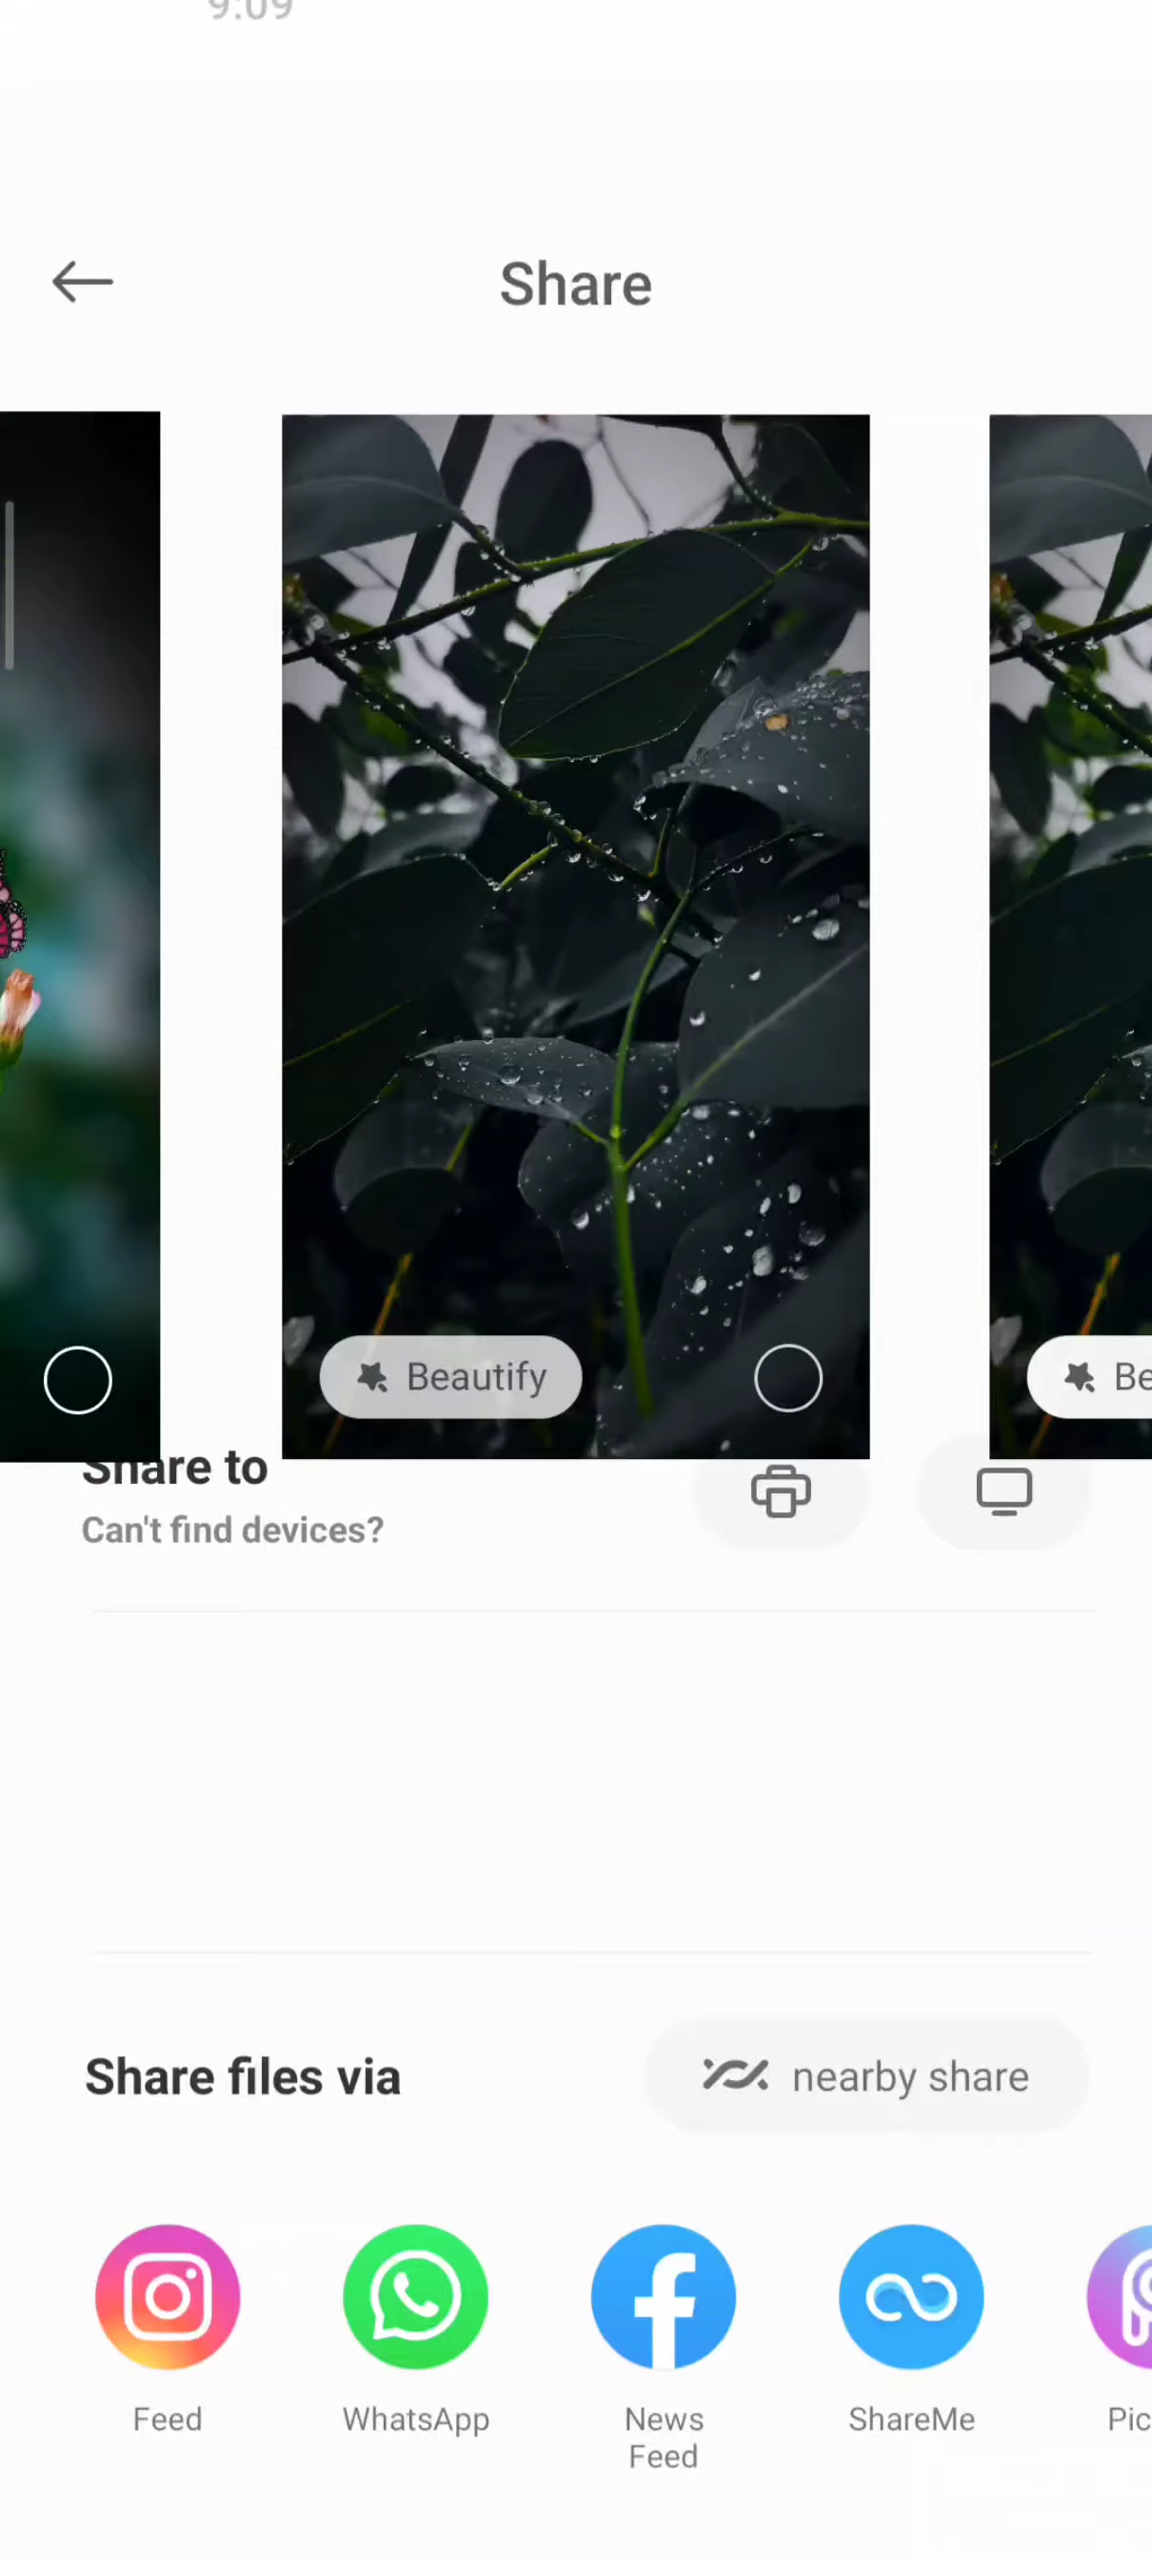 9:09
Share
Beautify
Be
Share to
Can't find devices?
Share files via
nearby share
Feed
WhatsApp
News
Feed
ShareMe
Pic